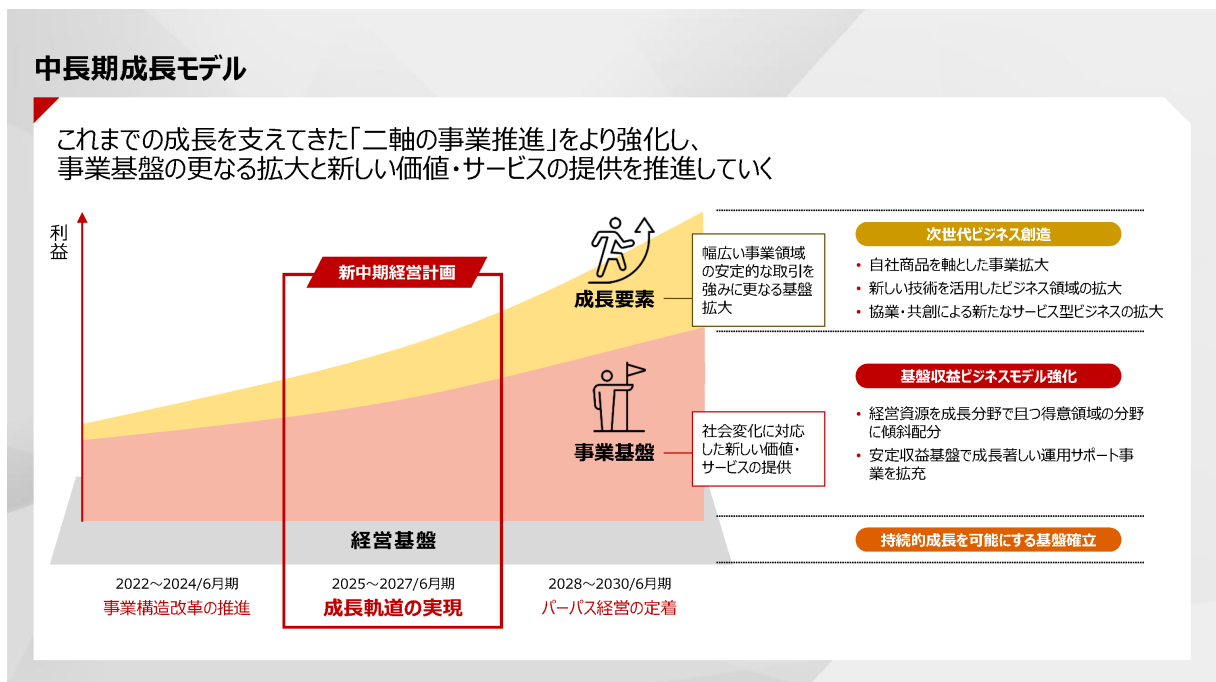 中長期成長モデル
これまでの成長を支えてきた「二軸の事業推進」をより強化し、
事業基盤の更なる拡大と新しい価値・サービスの提供を推進していく
利益
新中期経営計画
成長要素
幅広い事業領域
の安定的な取引を
強みに更なる基盤
拡大
事業基盤
社会変化に対応
した新しい価値・
サービスの提供
経営基盤
2022～2024/6月期
事業構造改革の推進
2025～2027/6月期
成長軌道の実現
2028～2030/6月期
パーパス経営の定着
次世代ビジネス創造
• 自社商品を軸とした事業拡大
• 新しい技術を活用したビジネス領域の拡大
• 協業・共創による新たなサービス型ビジネスの拡大
基盤収益ビジネスモデル強化
• 経営資源を成長分野で且つ得意領域の分野
に傾斜配分
• 安定収益基盤で成長著しい運用サポート事
業を拡充
持続的成長を可能にする基盤確立